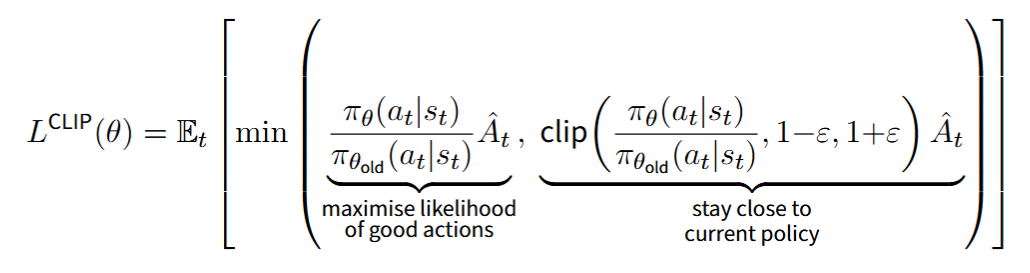 L^CLIP(θ) = 𝔼_t [ min ( π_θ(a_t|s_t) / π_θ_old(a_t|s_t) Â_t , clip( π_θ(a_t|s_t) / π_θ_old(a_t|s_t) , 1−ε, 1+ε ) Â_t ) ]
maximise likelihood
of good actions
stay close to
current policy